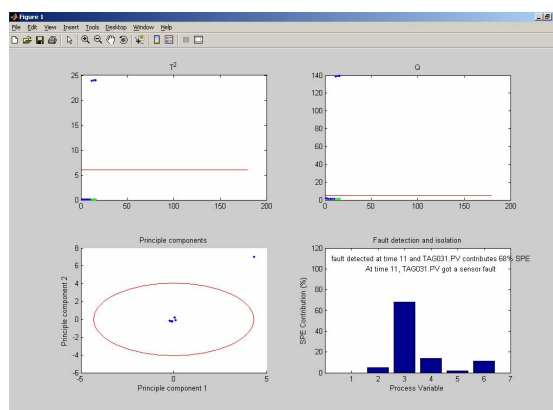 Figure 1
File Edit View Insert Tools Desktop Window Help
T2
25
20
15
10
5
0
0 50 100 150 200
Q
140
120
100
80
60
40
20
0
0 50 100 150 200
Principle components
Principle component 2
8
6
4
2
0
-2
-4
-6
-5 0 5
Principle component 1
Fault detection and isolation
fault detected at time 11 and TAG031.PV contributes 68% SPE
At time 11, TAG031.PV got a sensor fault
SPE Contribution (%)
120
100
80
60
40
20
0
1 2 3 4 5 6 7
Process Variable